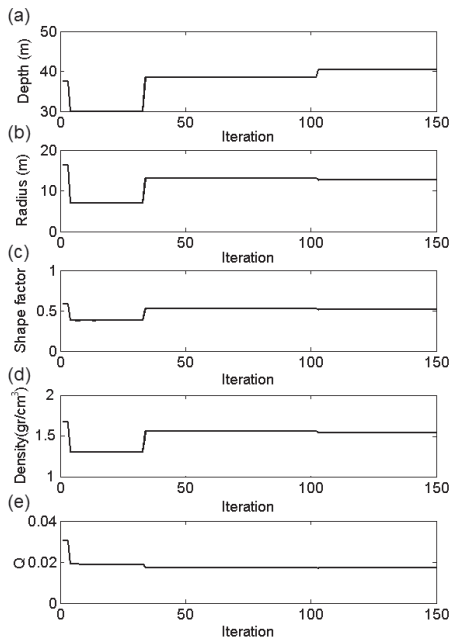 (a)
50
40
30
Depth (m)
0 50 100 150
Iteration
(b)
20
10
0
Radius (m)
0 50 100 150
Iteration
(c)
1
0.5
0
Shape factor
0 50 100 150
Iteration
(d)
2
1.5
1
Density(gr/cm³)
0 50 100 150
Iteration
(e)
0.04
0.02
0
Q
0 50 100 150
Iteration